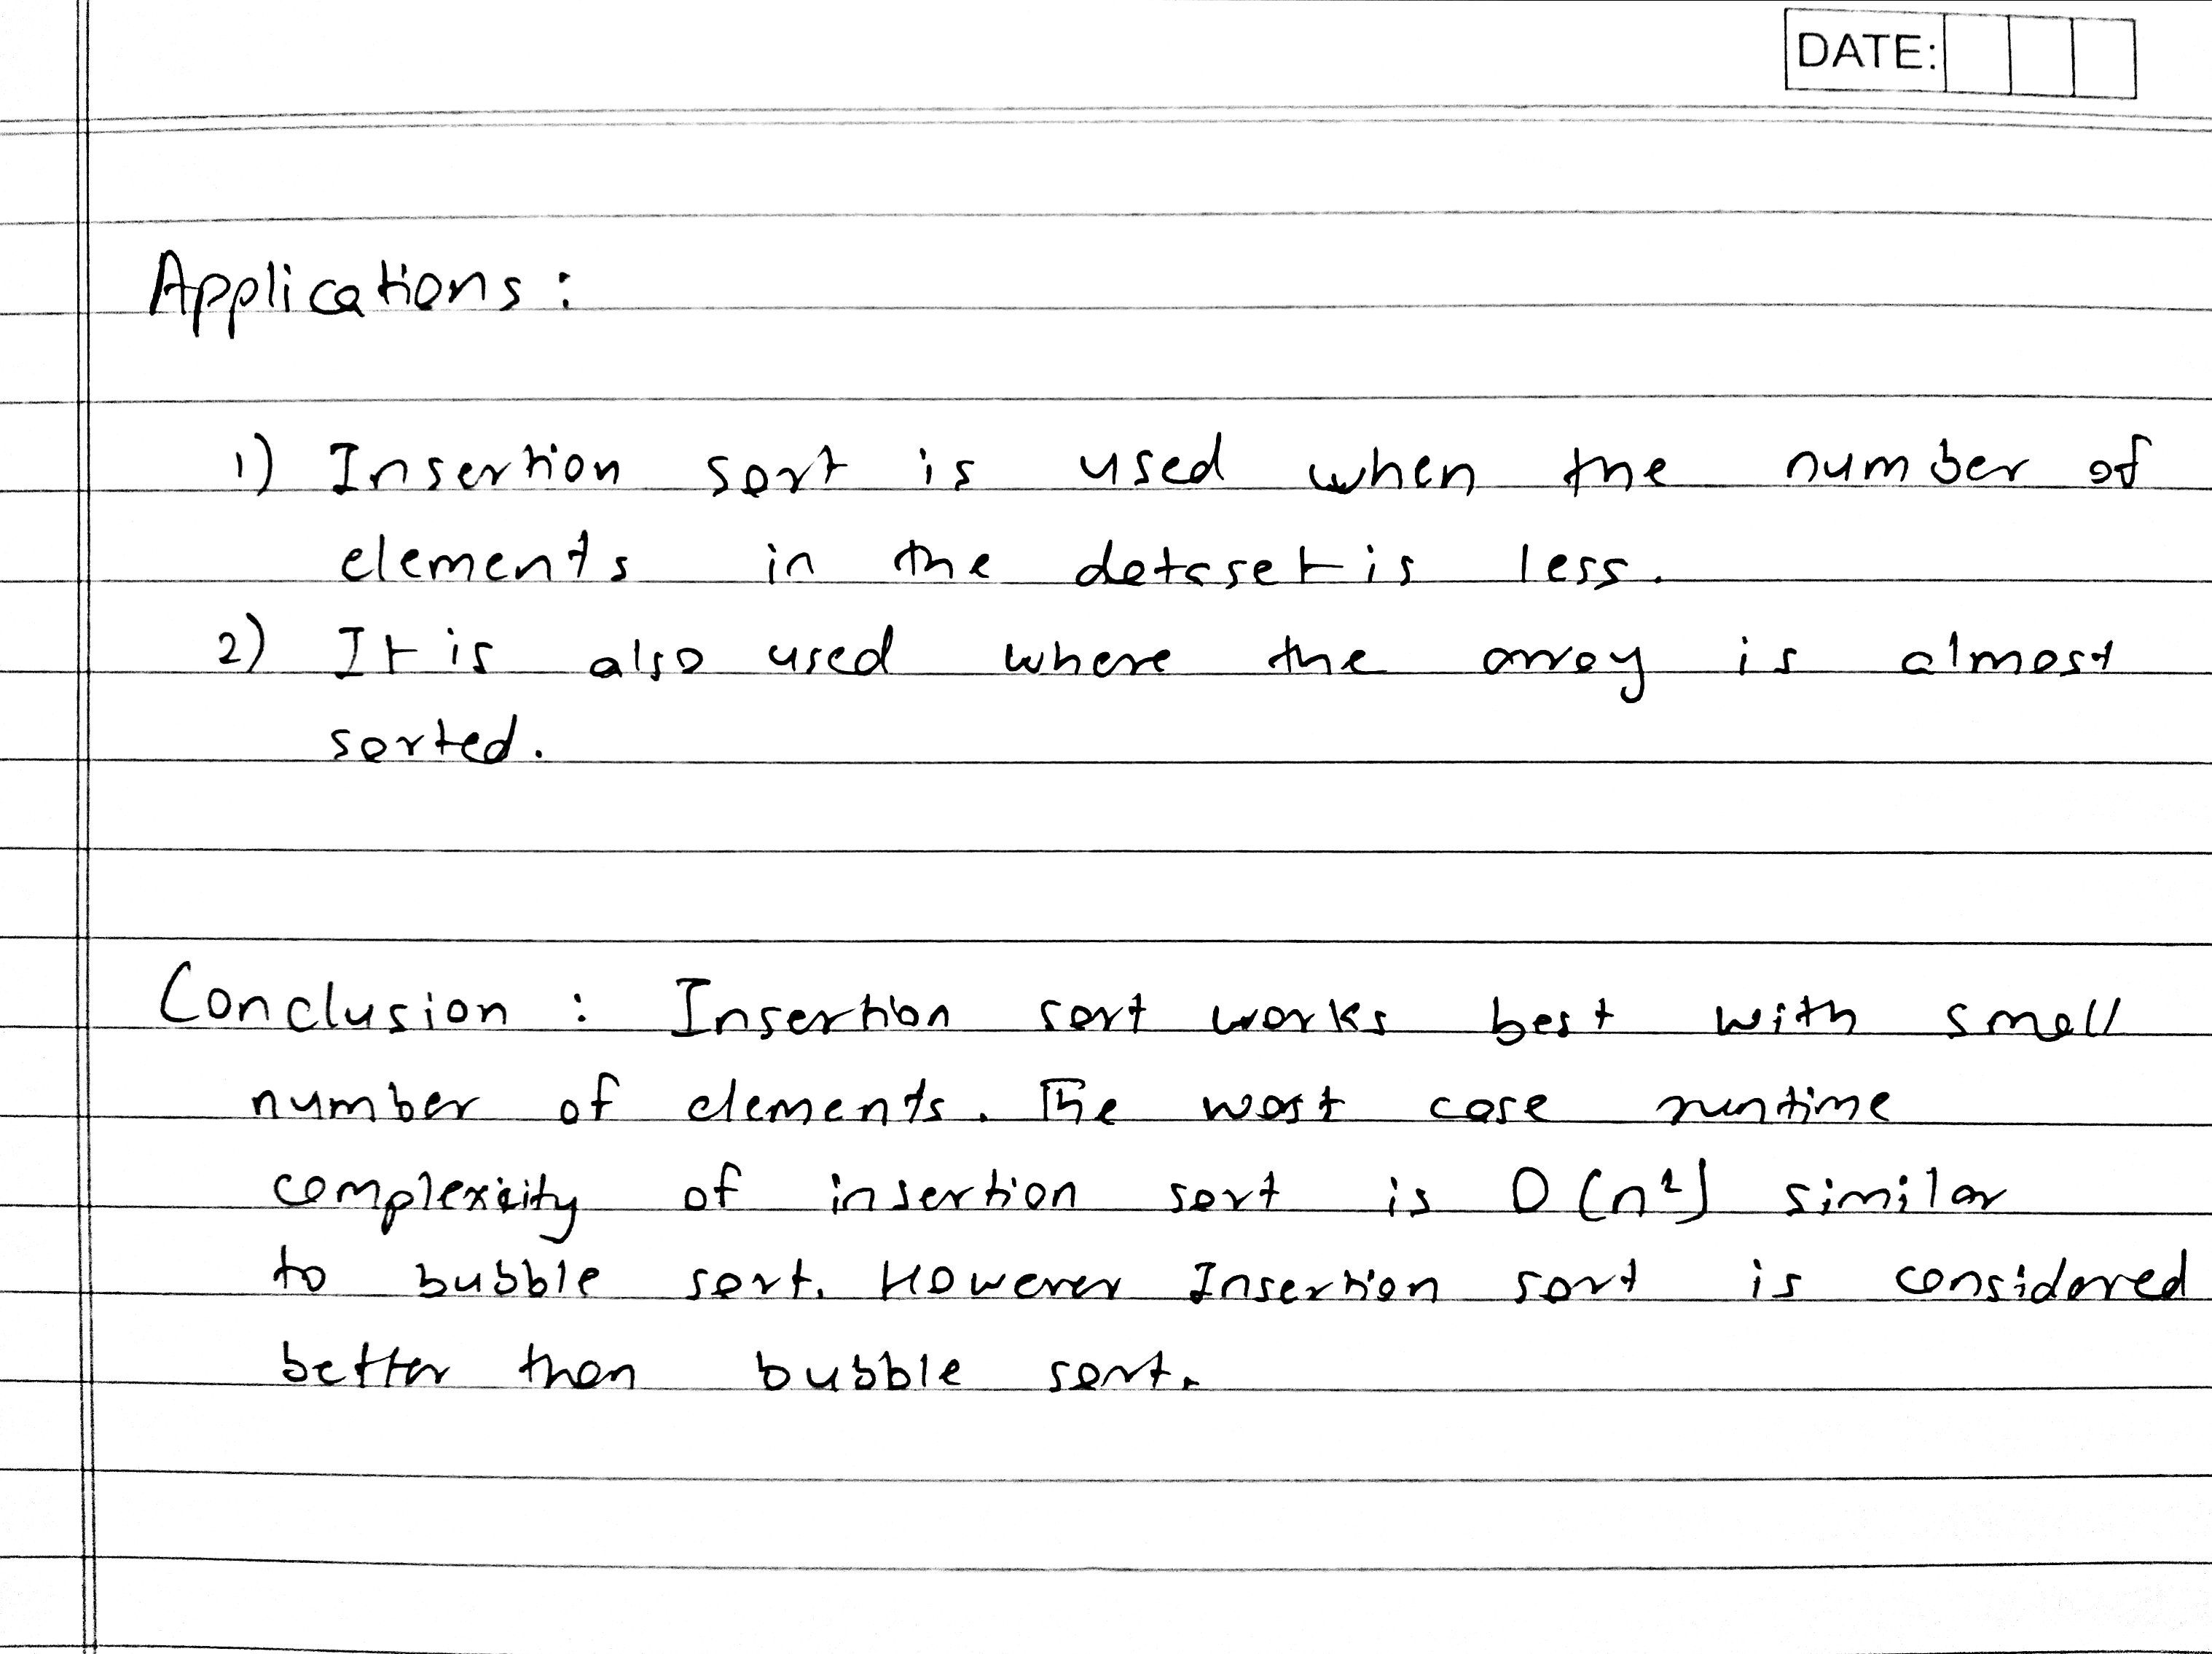 DATE:
Applications :
1) Insertion sort is used when the number of
elements in the dataset is less.
2) It is also used where the array is almost
sorted.
Conclusion : Insertion sort works best with small
number of elements. The worst case runtime
complexity of insertion sort is O(n²) similar
to bubble sort. However Insertion sort is considered
better than bubble sort.